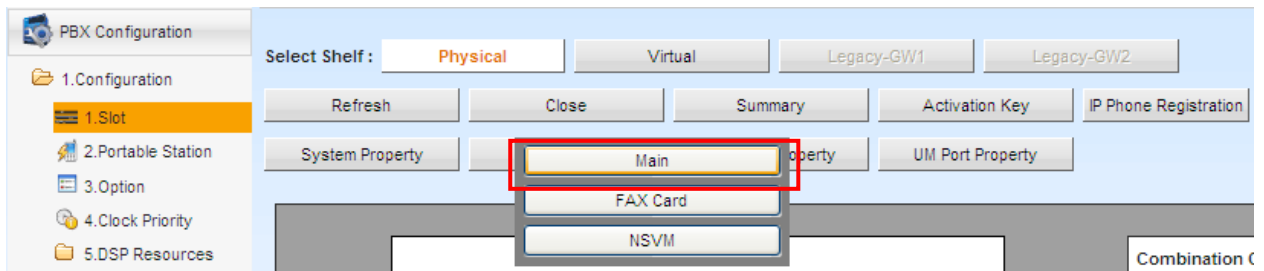 PBX Configuration
1.Configuration
1.Slot
2.Portable Station
3.Option
4.Clock Priority
5.DSP Resources
Select Shelf : Physical Virtual Legacy-GW1 Legacy-GW2
Refresh Close Summary Activation Key IP Phone Registration
System Property UM Port Property
Main
FAX Card
NSVM
Combination